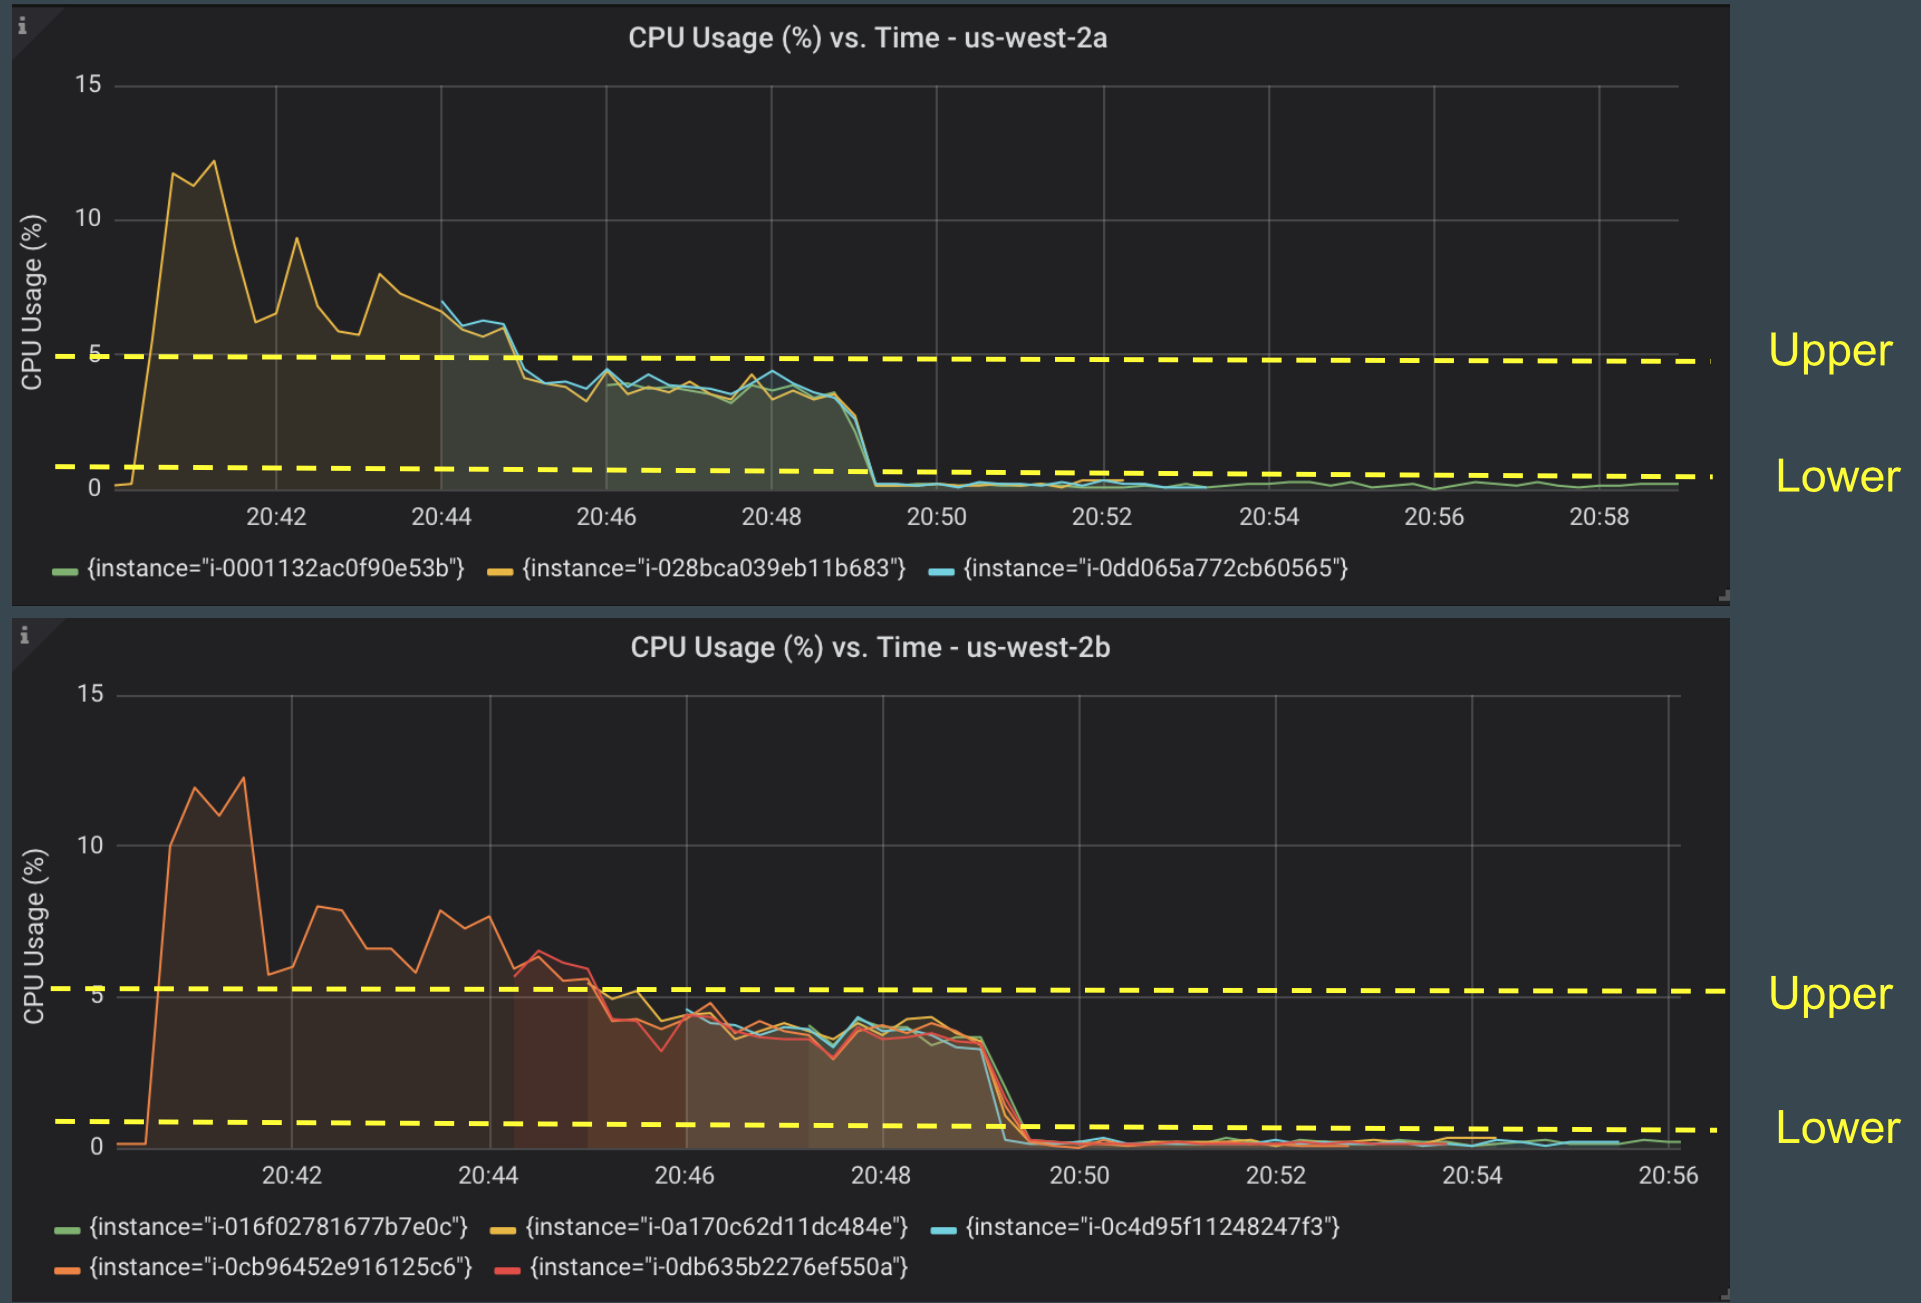 CPU Usage (%) vs. Time - us-west-2a
15
10
5
0
CPU Usage (%)
Upper
Lower
20:42 20:44 20:46 20:48 20:50 20:52 20:54 20:56 20:58
{instance="i-0001132ac0f90e53b"} {instance="i-028bca039eb11b683"} {instance="i-0dd065a772cb60565"}
CPU Usage (%) vs. Time - us-west-2b
15
10
5
0
CPU Usage (%)
Upper
Lower
20:42 20:44 20:46 20:48 20:50 20:52 20:54 20:56
{instance="i-016f02781677b7e0c"} {instance="i-0a170c62d11dc484e"} {instance="i-0c4d95f11248247f3"}
{instance="i-0cb96452e916125c6"} {instance="i-0db635b2276ef550a"}